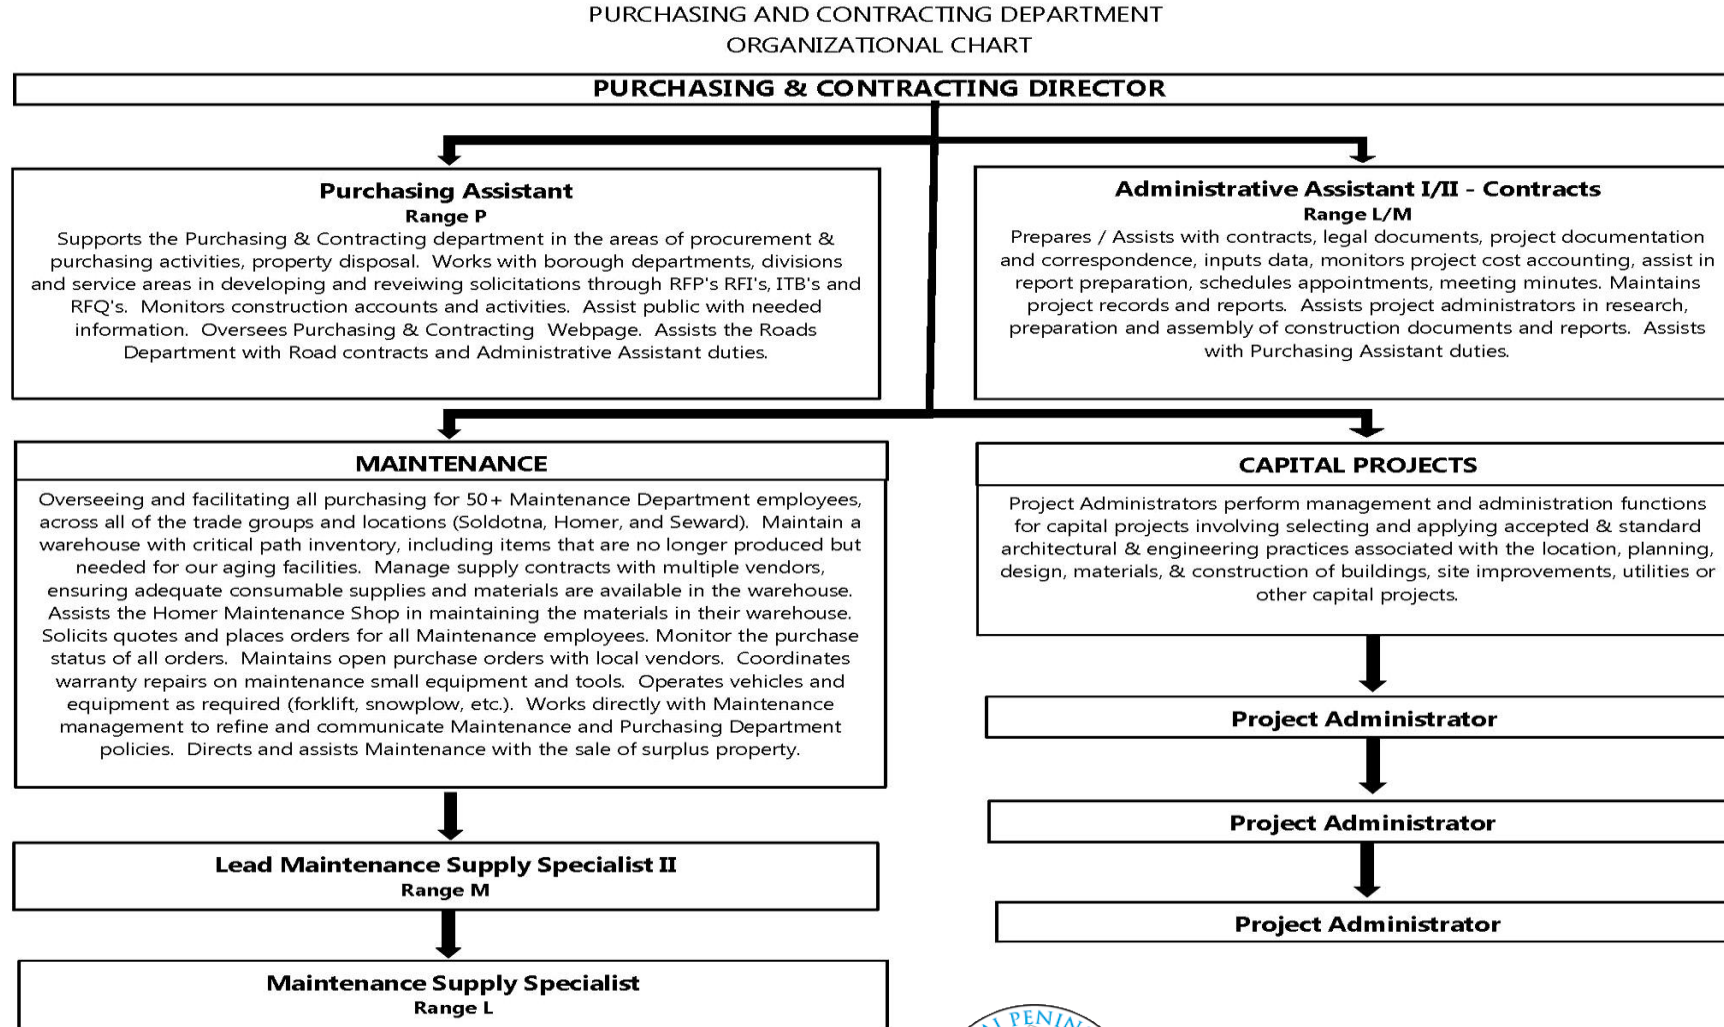 PURCHASING AND CONTRACTING DEPARTMENT
ORGANIZATIONAL CHART
PURCHASING & CONTRACTING DIRECTOR
Purchasing Assistant
Range P
Supports the Purchasing & Contracting department in the areas of procurement &
purchasing activities, property disposal.  Works with borough departments, divisions
and service areas in developing and reveiwing solicitations through RFP's RFI's, ITB's and
RFQ's.  Monitors construction accounts and activities.  Assist public with needed
information.  Oversees Purchasing & Contracting  Webpage.  Assists the Roads
Department with Road contracts and Administrative Assistant duties.
Administrative Assistant I/II - Contracts
Range L/M
Prepares / Assists with contracts, legal documents, project documentation
and correspondence, inputs data, monitors project cost accounting, assist in
report preparation, schedules appointments, meeting minutes. Maintains
project records and reports.  Assists project administrators in research,
preparation and assembly of construction documents and reports.  Assists
with Purchasing Assistant duties.
MAINTENANCE
Overseeing and facilitating all purchasing for 50+ Maintenance Department employees,
across all of the trade groups and locations (Soldotna, Homer, and Seward).  Maintain a
warehouse with critical path inventory, including items that are no longer produced but
needed for our aging facilities.  Manage supply contracts with multiple vendors,
ensuring adequate consumable supplies and materials are available in the warehouse.
Assists the Homer Maintenance Shop in maintaining the materials in their warehouse.
Solicits quotes and places orders for all Maintenance employees. Monitor the purchase
status of all orders.  Maintains open purchase orders with local vendors.  Coordinates
warranty repairs on maintenance small equipment and tools.  Operates vehicles and
equipment as required (forklift, snowplow, etc.).  Works directly with Maintenance
management to refine and communicate Maintenance and Purchasing Department
policies.  Directs and assists Maintenance with the sale of surplus property.
Lead Maintenance Supply Specialist II
Range M
Maintenance Supply Specialist
Range L
CAPITAL PROJECTS
Project Administrators perform management and administration functions
for capital projects involving selecting and applying accepted & standard
architectural & engineering practices associated with the location, planning,
design, materials, & construction of buildings, site improvements, utilities or
other capital projects.
Project Administrator
Project Administrator
Project Administrator